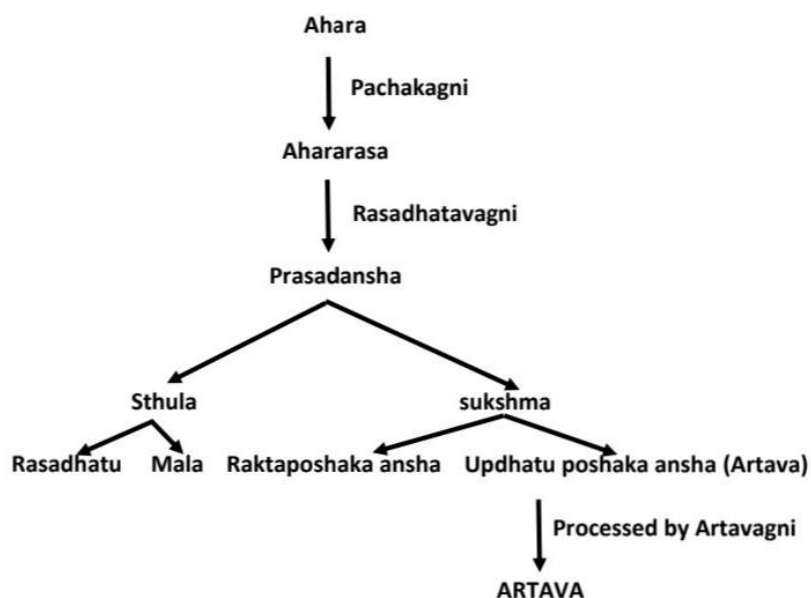 Ahara
Pachakagni
Ahararasa
Rasadhatavagni
Prasadansha
Sthula sukshma
Rasadhatu Mala Raktaposhaka ansha Updhatu poshaka ansha (Artava)
Processed by Artavagni
ARTAVA